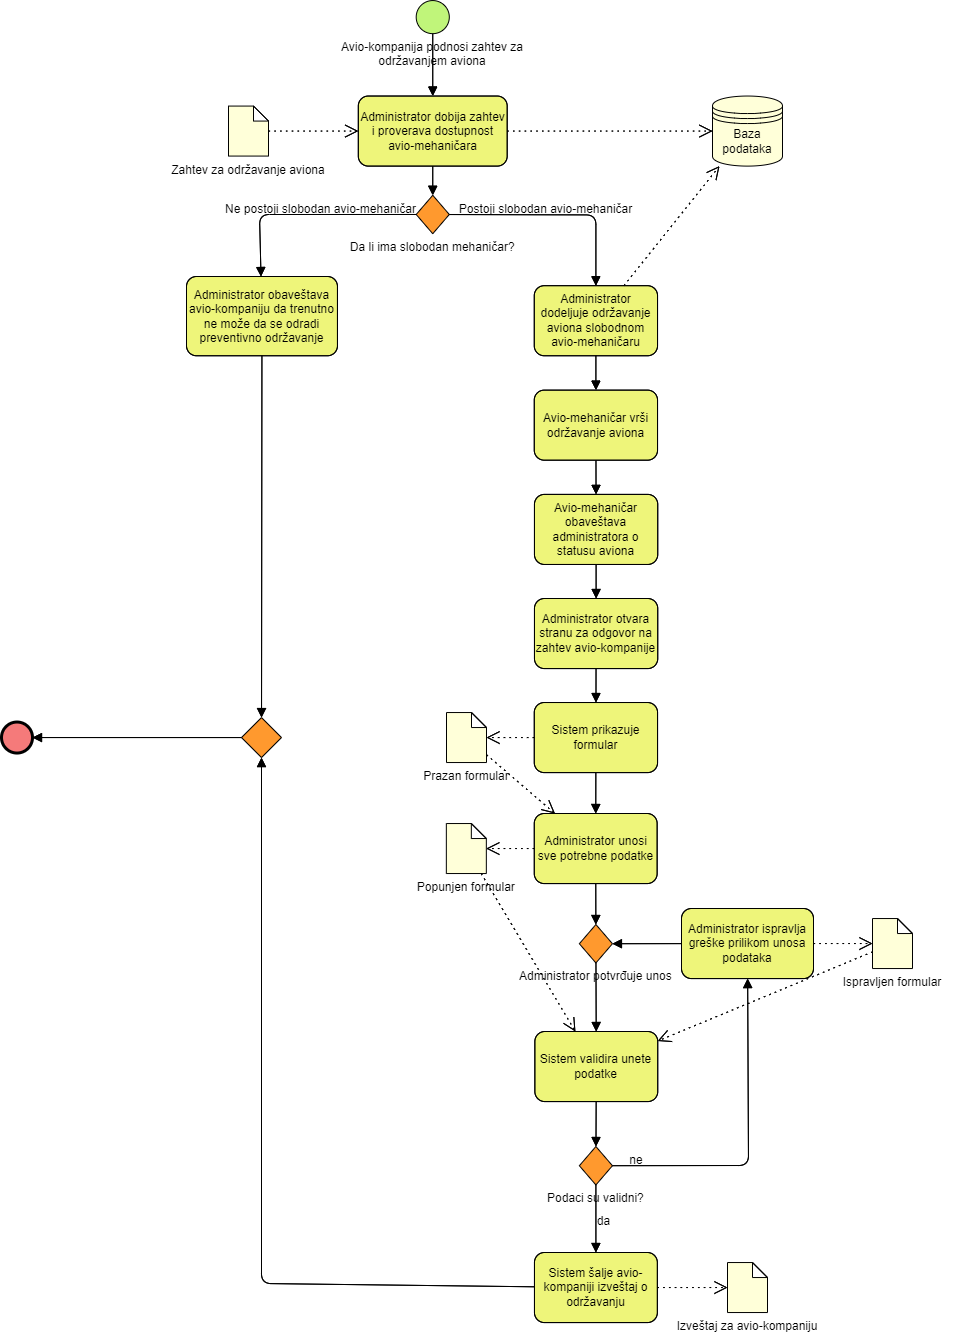 Avio-kompanija podnosi zahtev za
održavanjem aviona
Administrator dobija zahtev
i proverava dostupnost
avio-mehaničara
Zahtev za održavanje aviona
Baza
podataka
Ne postoji slobodan avio-mehaničar
Postoji slobodan avio-mehaničar
Da li ima slobodan mehaničar?
Administrator obaveštava
avio-kompaniju da trenutno
ne može da se odradi
preventivno održavanje
Administrator
dodeljuje održavanje
aviona slobodnom
avio-mehaničaru
Avio-mehaničar vrši
održavanje aviona
Avio-mehaničar
obaveštava
administratora o
statusu aviona
Administrator otvara
stranu za odgovor na
zahtev avio-kompanije
Sistem prikazuje
formular
Prazan formular
Administrator unosi
sve potrebne podatke
Popunjen formular
Administrator ispravlja
greške prilikom unosa
podataka
Ispravljen formular
Administrator potvrđuje unos
Sistem validira unete
podatke
ne
Podaci su validni?
da
Sistem šalje avio-
kompaniji izveštaj o
održavanju
Izveštaj za avio-kompaniju